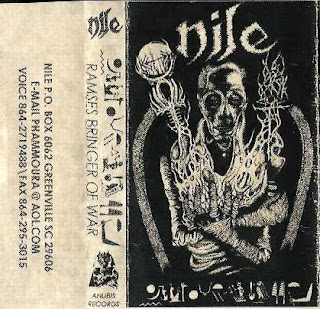 nile
RAMSES BRINGER OF WAR
ANUBIS
RECORDS
NILE P.O. BOX 6062 GREENVILLE SC 29606
E-MAIL PHAMMOURA @ AOL.COM
VOICE 864-2719488\FAX 864-295-3015
nile